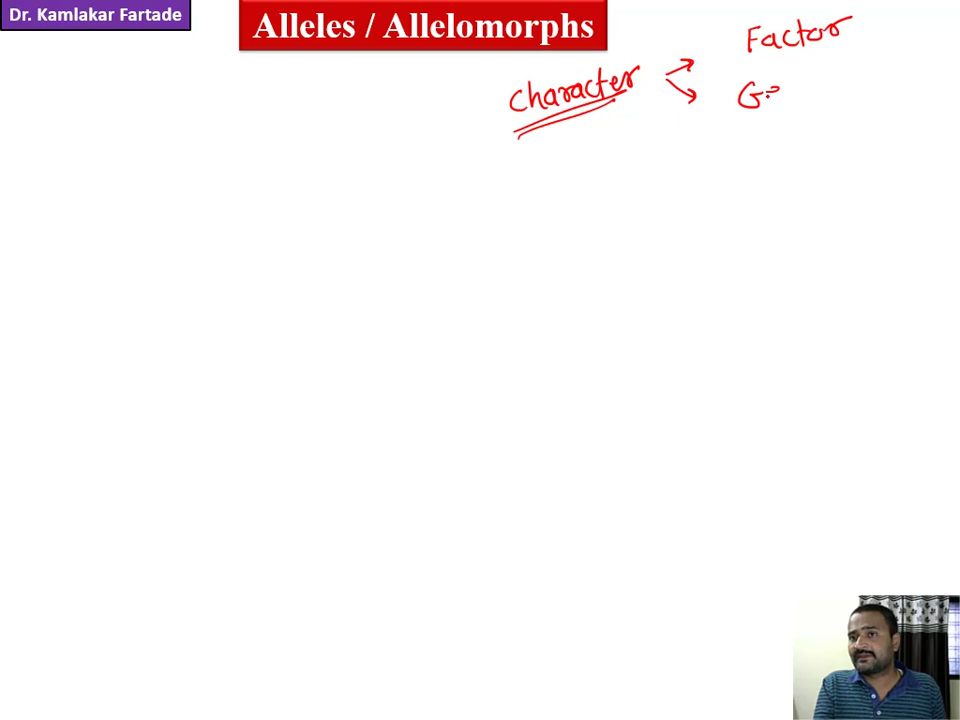 Dr. Kamlakar Fartade
Alleles / Allelomorphs
Factor
Character
G